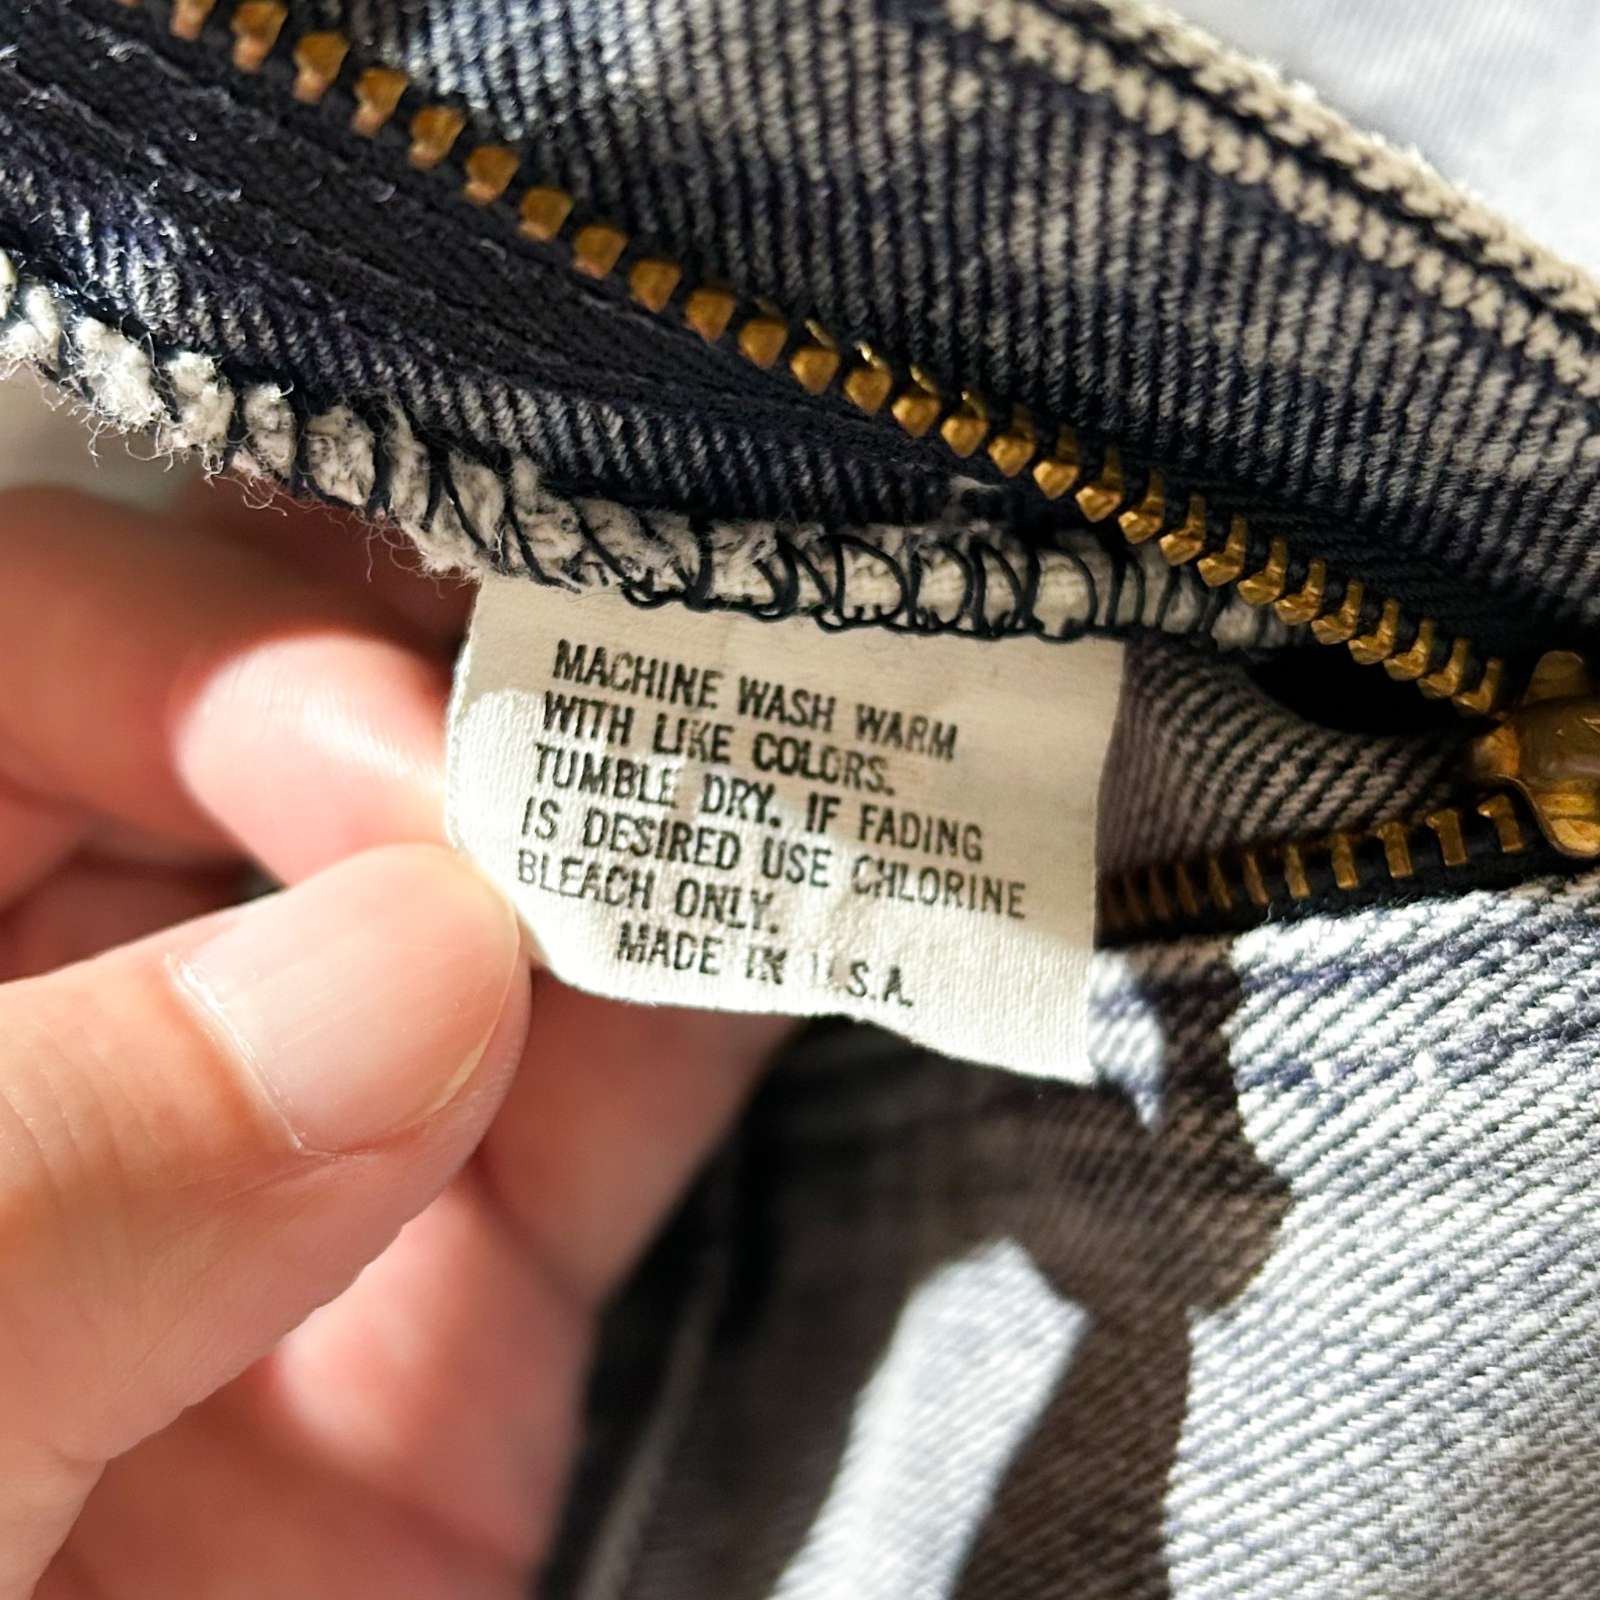 MACHINE WASH WARM
WITH LIKE COLORS.
TUMBLE DRY. IF FADING
IS DESIRED USE CHLORINE
BLEACH ONLY.
MADE IN U.S.A.